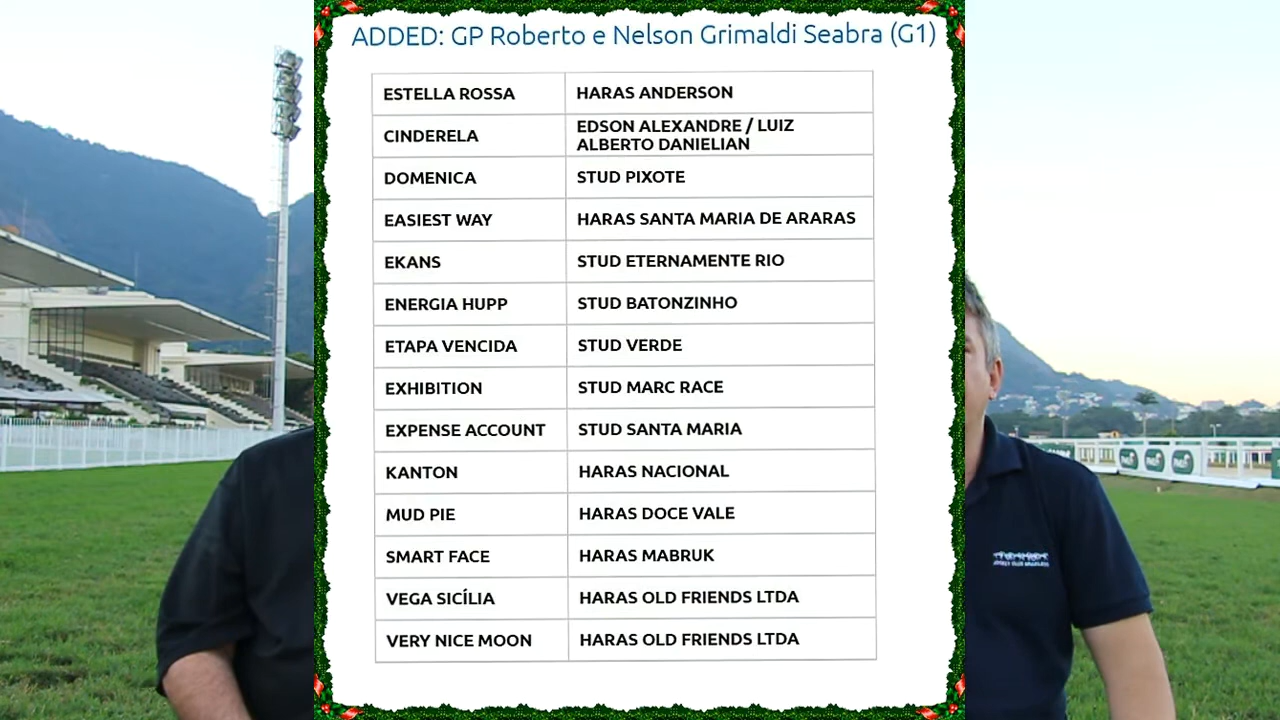 ADDED: GP Roberto e Nelson Grimaldi Seabra (G1)
ESTELLA ROSSA HARAS ANDERSON
CINDERELA EDSON ALEXANDRE / LUIZ
ALBERTO DANIELIAN
DOMENICA STUD PIXOTE
EASIEST WAY HARAS SANTA MARIA DE ARARAS
EKANS STUD ETERNAMENTE RIO
ENERGIA HUPP STUD BATONZINHO
ETAPA VENCIDA STUD VERDE
EXHIBITION STUD MARC RACE
EXPENSE ACCOUNT STUD SANTA MARIA
KANTON HARAS NACIONAL
MUD PIE HARAS DOCE VALE
SMART FACE HARAS MABRUK
VEGA SICÍLIA HARAS OLD FRIENDS LTDA
VERY NICE MOON HARAS OLD FRIENDS LTDA